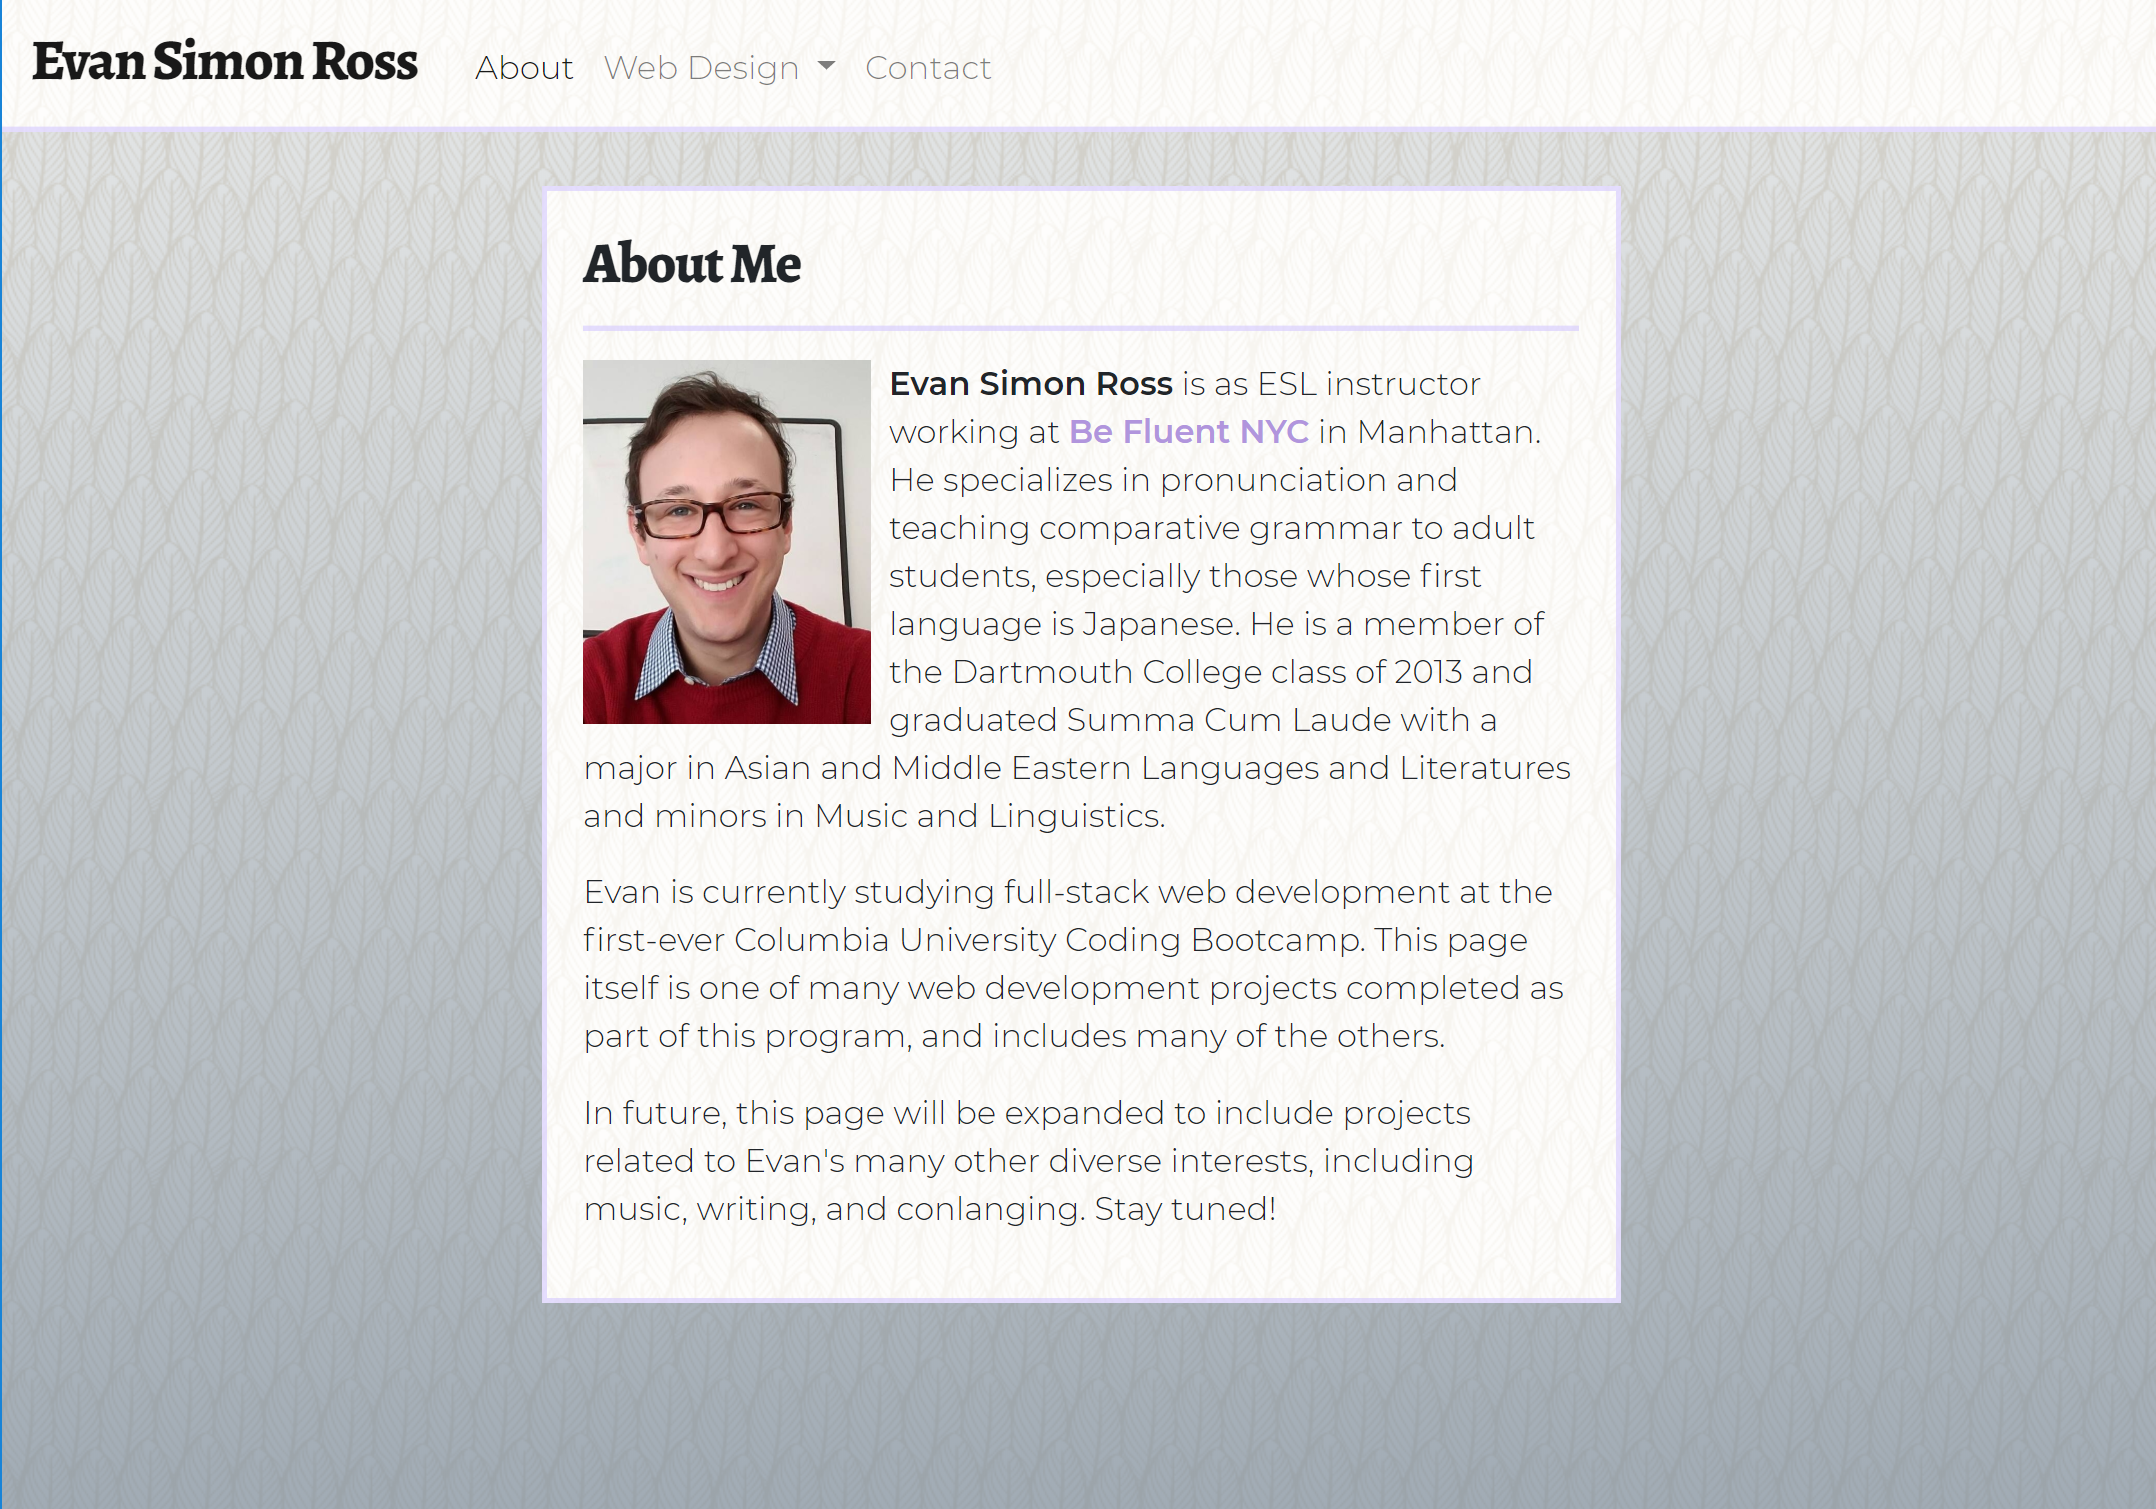 Evan Simon Ross
About Web Design Contact
About Me
Evan Simon Ross is as ESL instructor
working at Be Fluent NYC in Manhattan.
He specializes in pronunciation and
teaching comparative grammar to adult
students, especially those whose first
language is Japanese. He is a member of
the Dartmouth College class of 2013 and
graduated Summa Cum Laude with a
major in Asian and Middle Eastern Languages and Literatures
and minors in Music and Linguistics.
Evan is currently studying full-stack web development at the
first-ever Columbia University Coding Bootcamp. This page
itself is one of many web development projects completed as
part of this program, and includes many of the others.
In future, this page will be expanded to include projects
related to Evan's many other diverse interests, including
music, writing, and conlanging. Stay tuned!